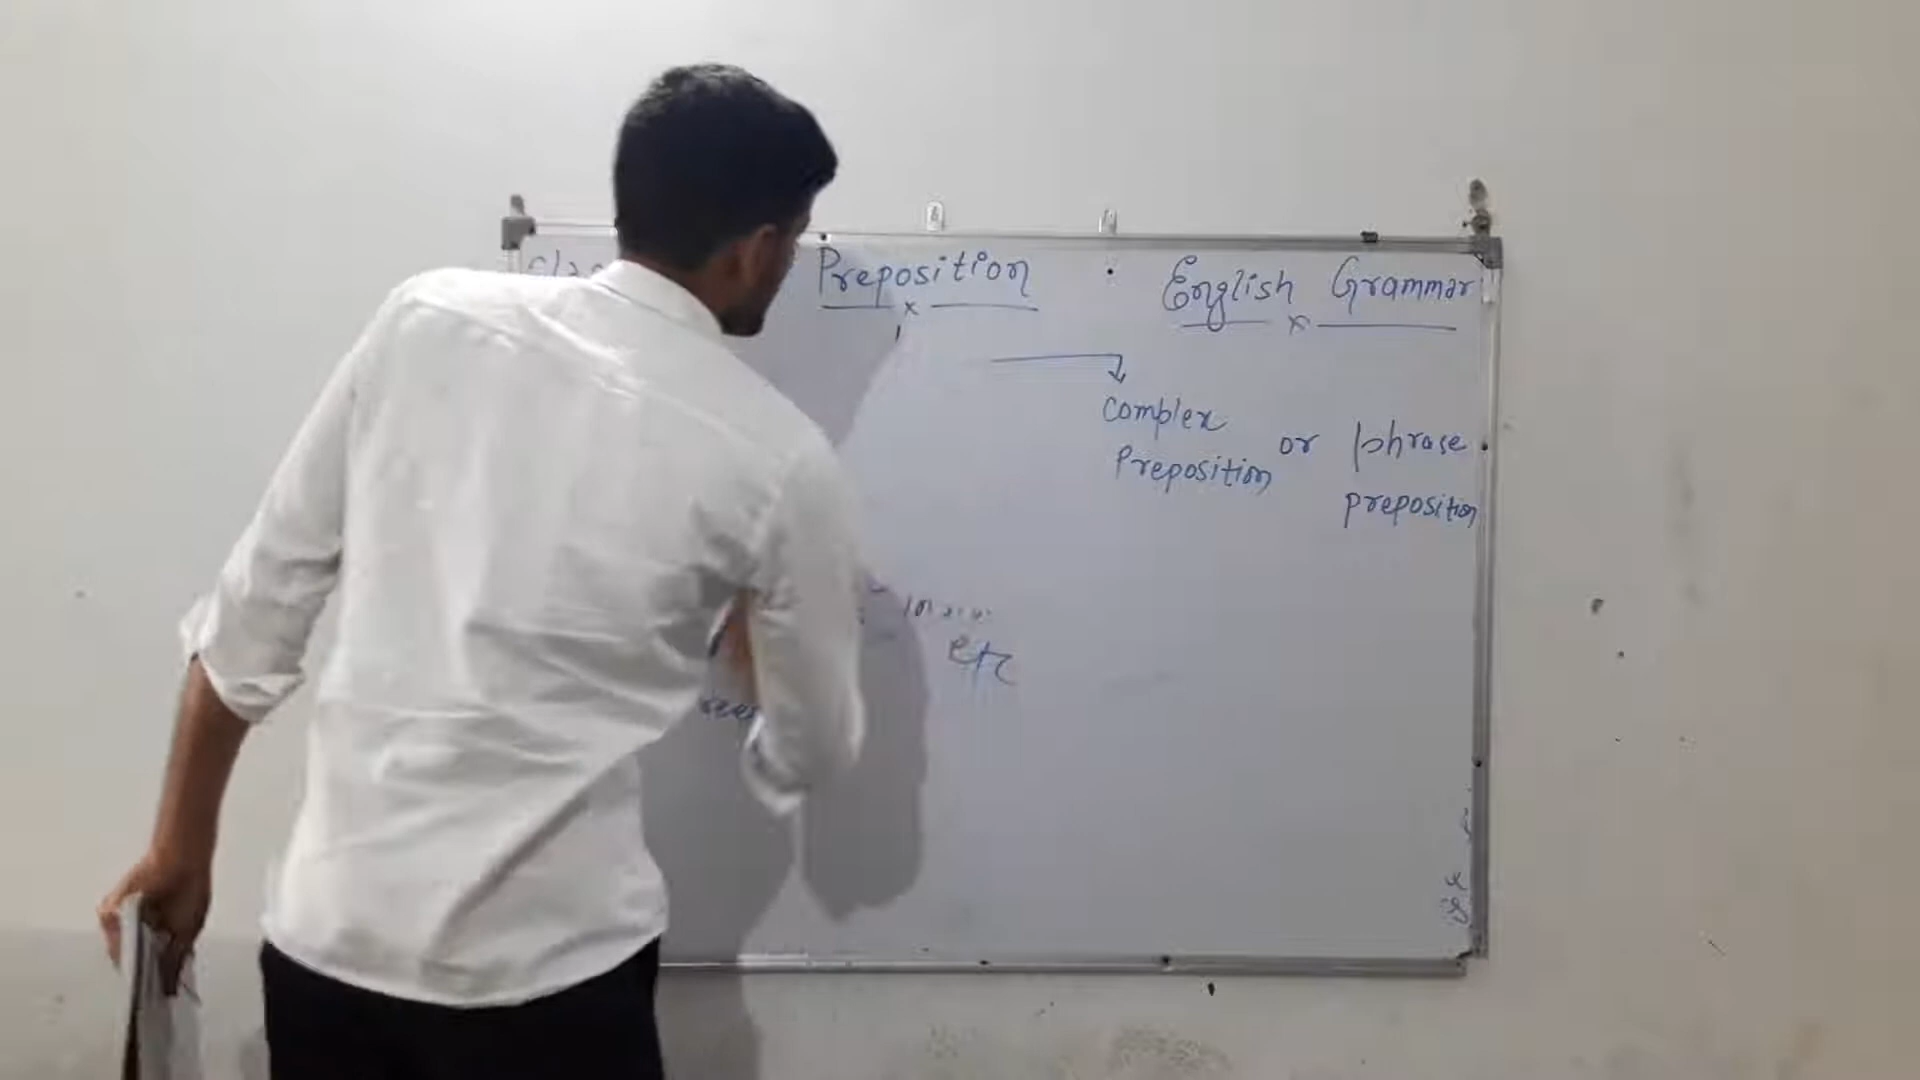 Preposition
English Grammar
Complex
Preposition or phrase
preposition
etc